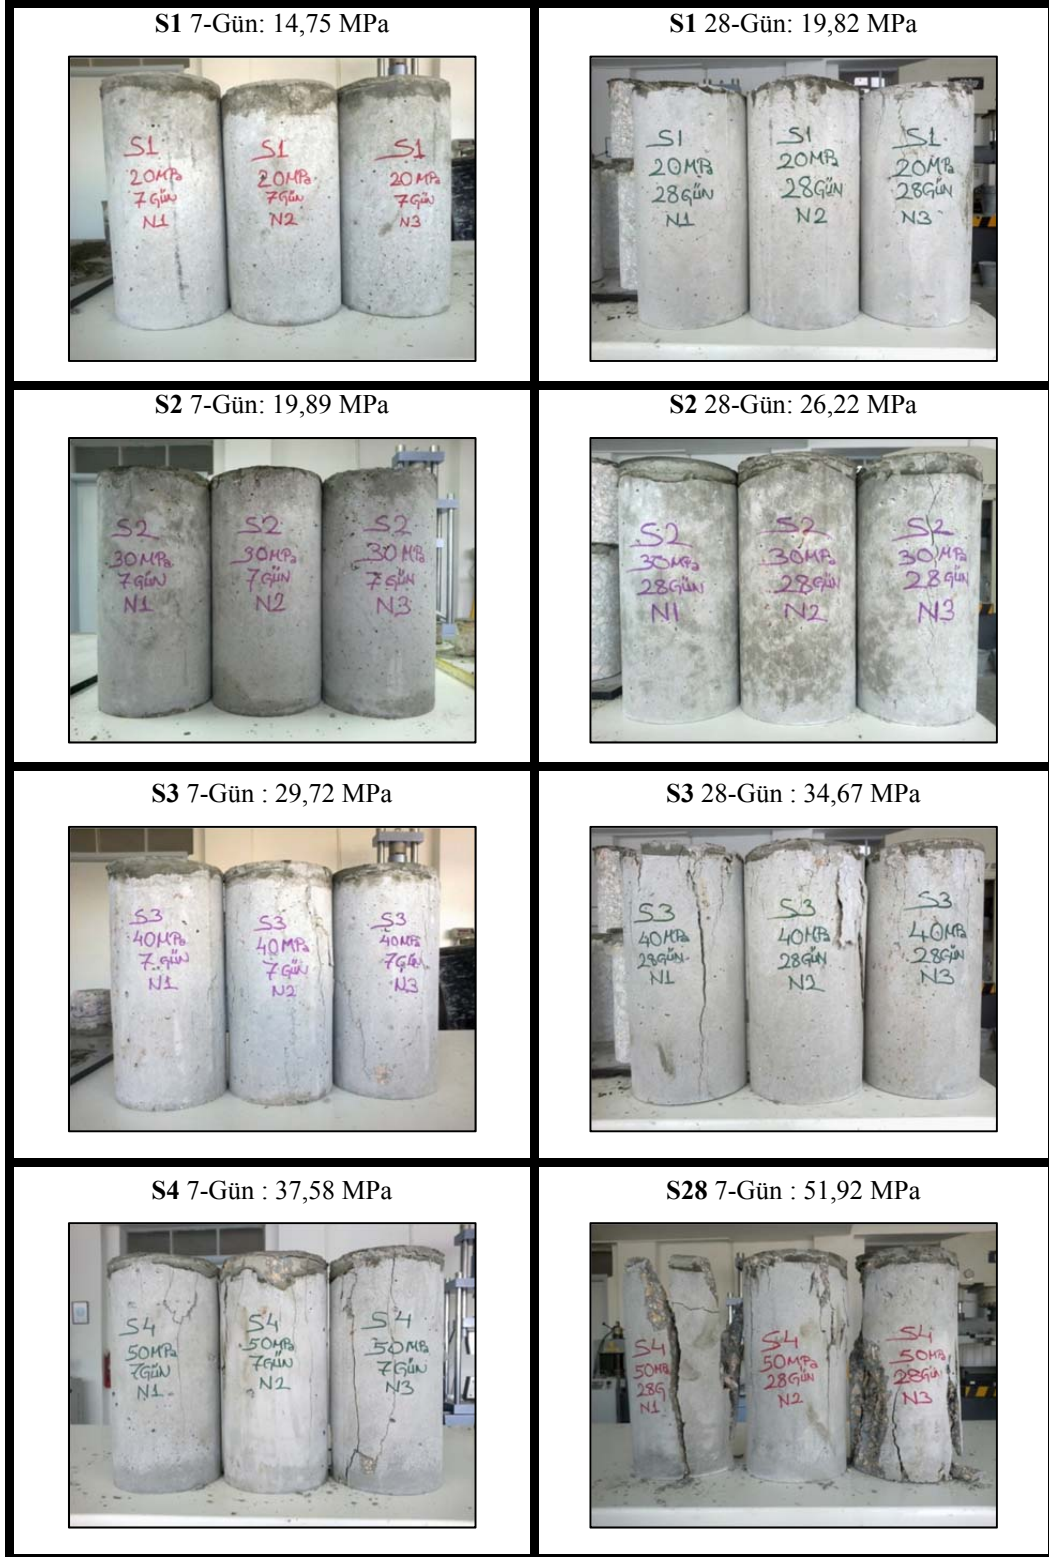 S1 7-Gün: 14,75 MPa
S1
20MPa
7Gün
N1
S1
20MPa
7Gün
N2
S1
20MPa
7Gün
N3
S1 28-Gün: 19,82 MPa
S1
20MPa
28Gün
N1
S1
20MPa
28Gün
N2
S1
20MPa
28Gün
N3
S2 7-Gün: 19,89 MPa
S2
30MPa
7Gün
N1
S2
30MPa
7Gün
N2
S2
30MPa
7Gün
N3
S2 28-Gün: 26,22 MPa
S2
30MPa
28Gün
N1
S2
30MPa
28Gün
N2
S2
30MPa
28Gün
N3
S3 7-Gün : 29,72 MPa
S3
40MPa
7Gün
N1
S3
40MPa
7Gün
N2
S3
40MPa
7Gün
N3
S3 28-Gün : 34,67 MPa
S3
40MPa
28Gün
N1
S3
40MPa
28Gün
N2
S3
40MPa
28Gün
N3
S4 7-Gün : 37,58 MPa
S4
50MPa
7Gün
N1
S4
50MPa
7Gün
N2
S4
50MPa
7Gün
N3
S28 7-Gün : 51,92 MPa
S4
50MPa
28G
N1
S4
50MPa
28Gün
N2
S4
50MPa
28Gün
N3